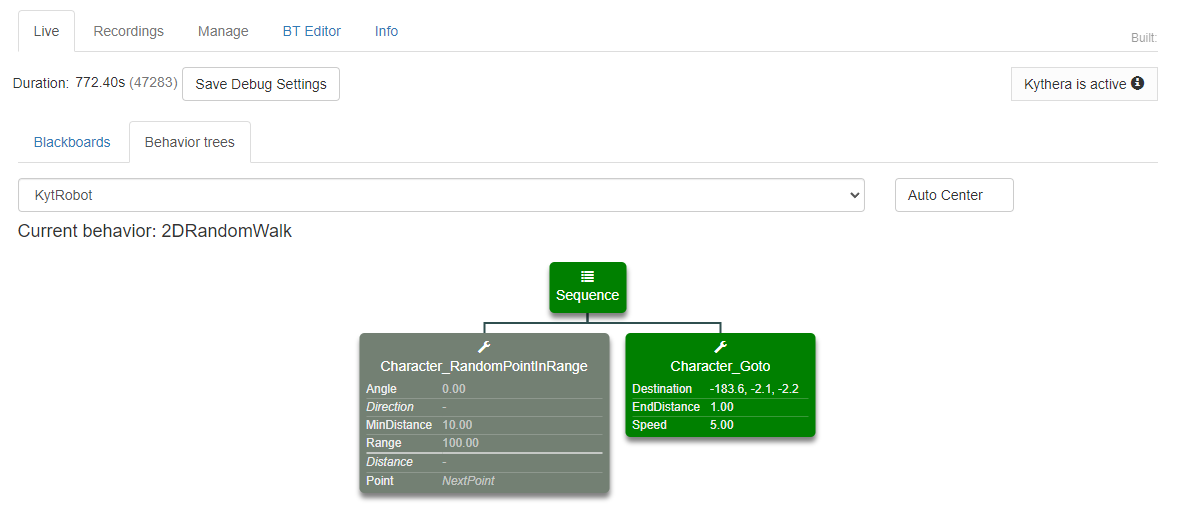 Live Recordings Manage BT Editor Info
Built:
Duration: 772.40s (47283) Save Debug Settings Kythera is active
Blackboards Behavior trees
KytRobot Auto Center
Current behavior: 2DRandomWalk
Sequence
Character_RandomPointInRange
Angle 0.00
Direction -
MinDistance 10.00
Range 100.00
Distance -
Point NextPoint
Character_Goto
Destination -183.6, -2.1, -2.2
EndDistance 1.00
Speed 5.00